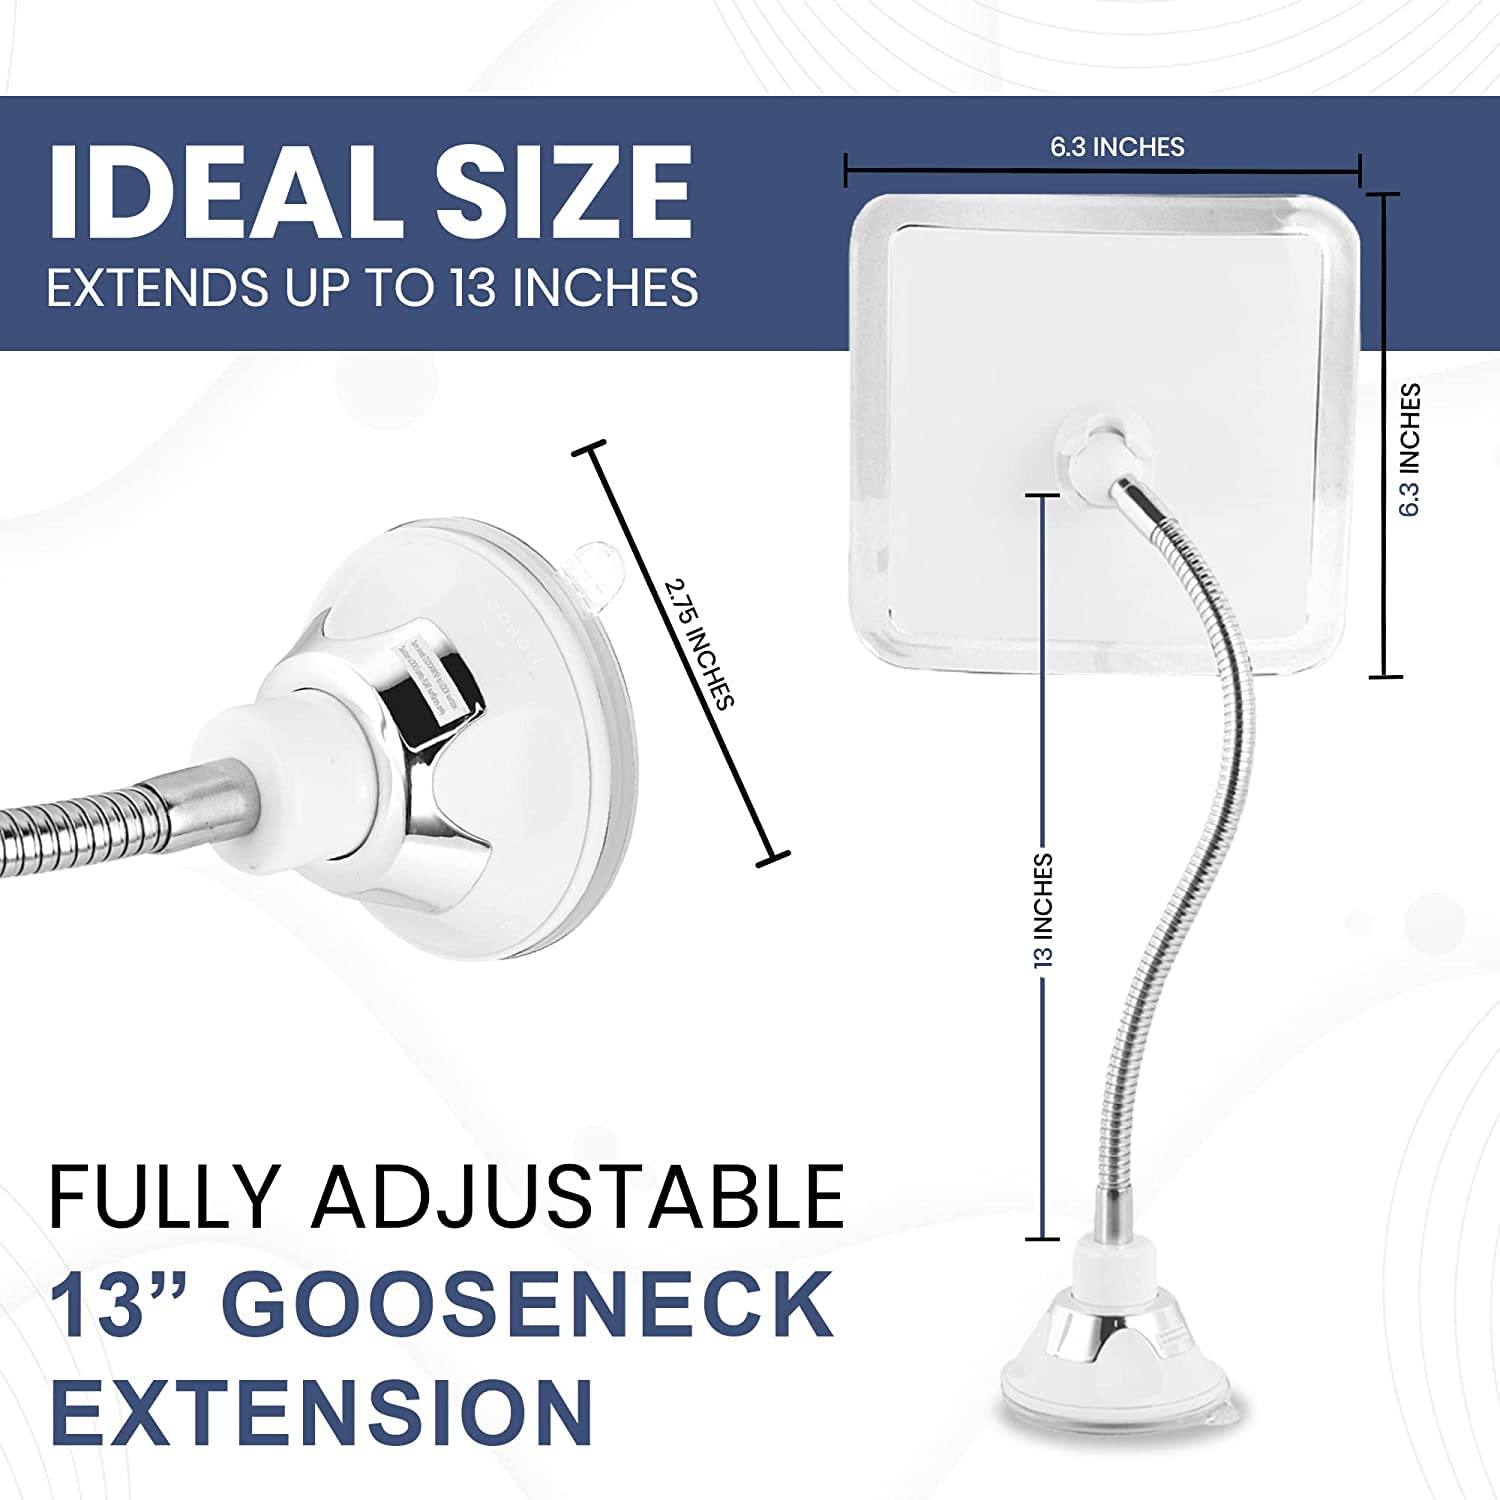 IDEAL SIZE
EXTENDS UP TO 13 INCHES
6.3 INCHES
6.3 INCHES
2.75 INCHES
13 INCHES
FULLY ADJUSTABLE
13” GOOSENECK
EXTENSION